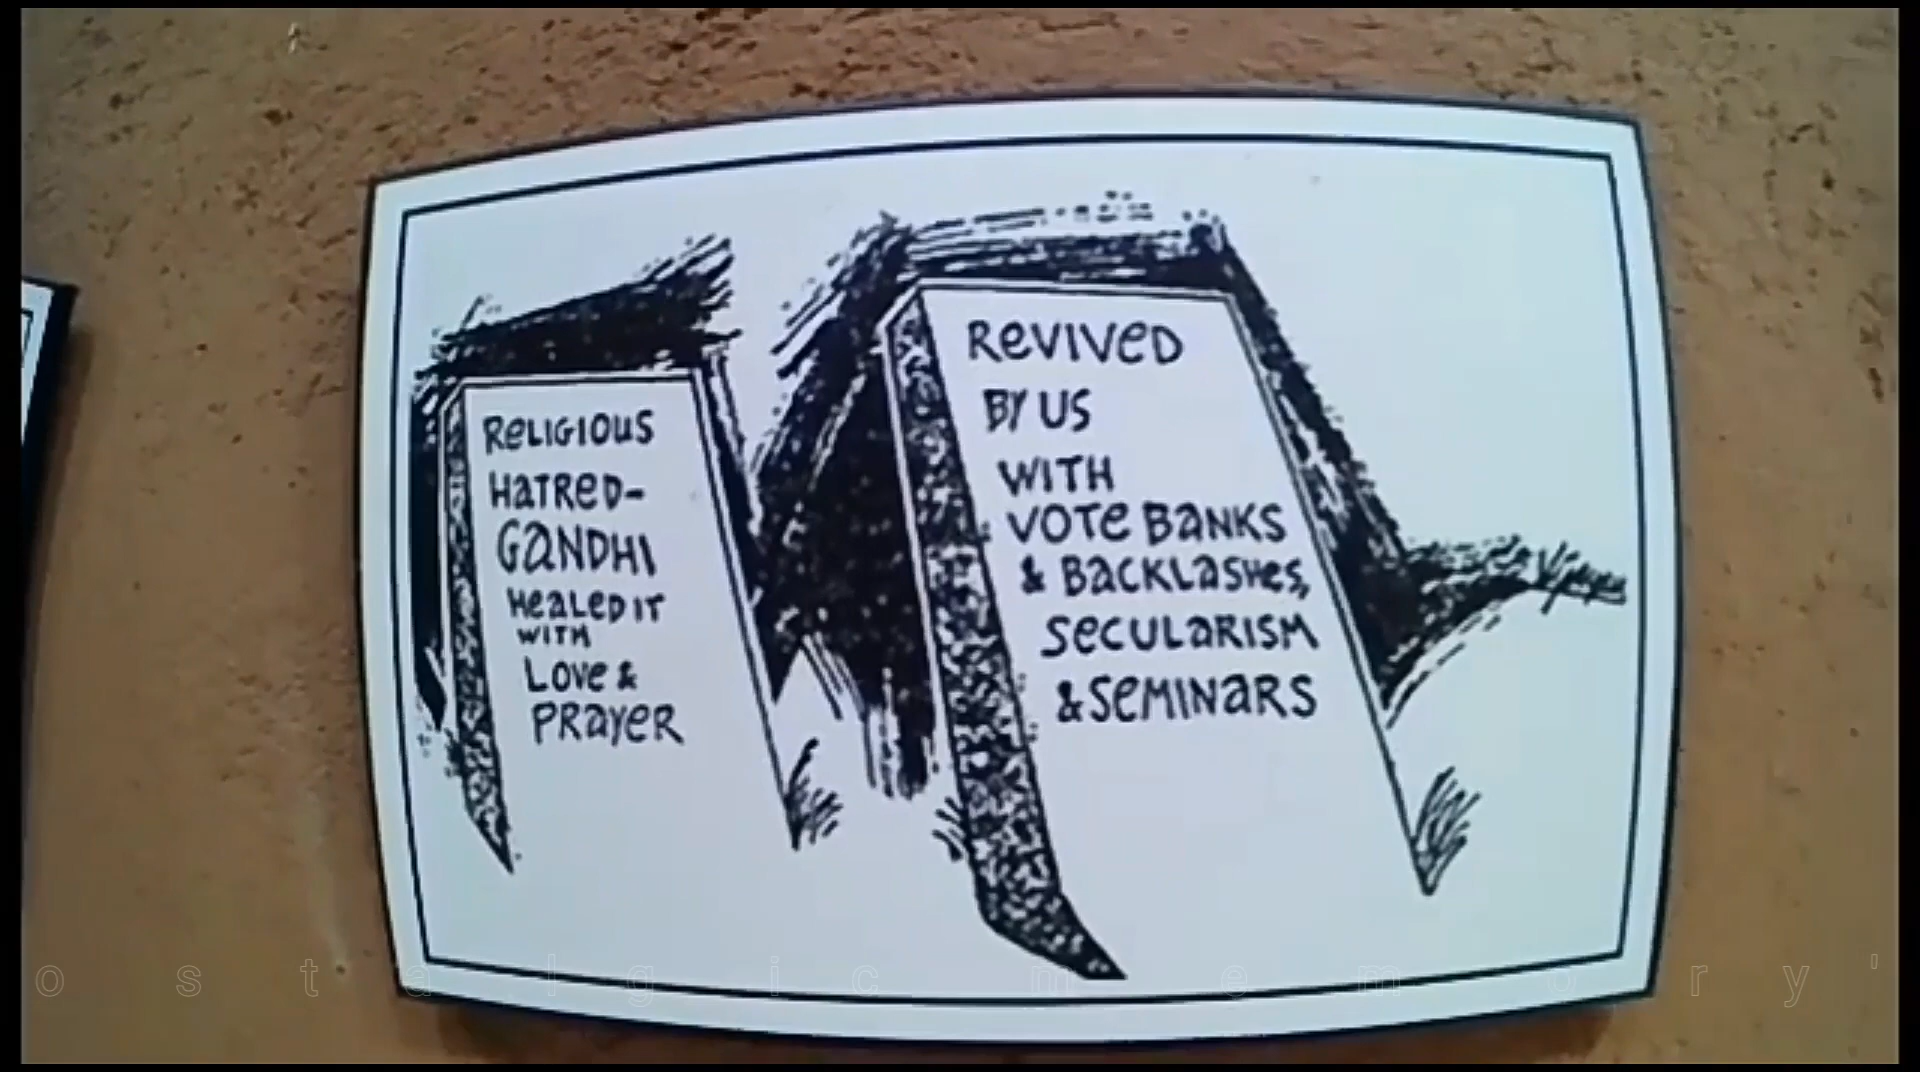 ReLIGIOUS
HaTReD-
GaNDHI
HeaLeD IT
WITH
Love &
PRayeR
ReVIVeD
BY US
WITH
VOTe BaNKS
& BaCKLaSHes,
SeCULaRISM
& SeMINaRS
o s t a l g i c m e m o r y '